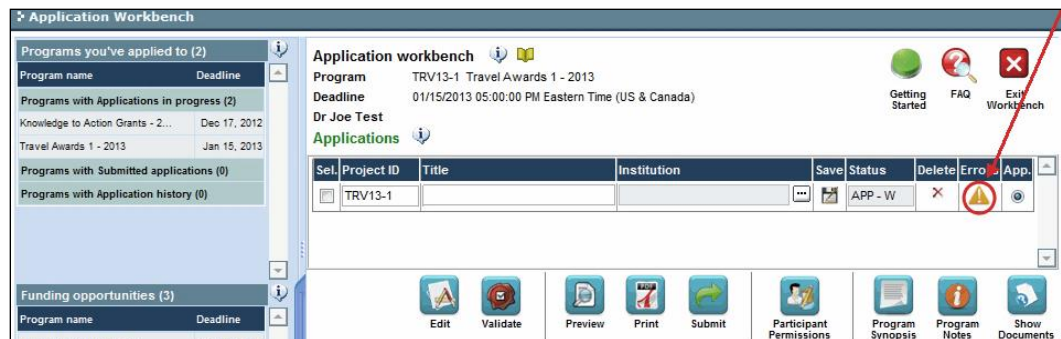 Application Workbench
Programs you've applied to (2)
Program name Deadline
Programs with Applications in progress (2)
Knowledge to Action Grants - 2... Dec 17, 2012
Travel Awards 1 - 2013 Jan 15, 2013
Programs with Submitted applications (0)
Programs with Application history (0)
Funding opportunities (3)
Program name Deadline
Application workbench
Program TRV13-1 Travel Awards 1 - 2013
Deadline 01/15/2013 05:00:00 PM Eastern Time (US & Canada)
Dr Joe Test
Applications
Getting Started
FAQ
Exit Workbench
Sel. Project ID Title Institution Save Status Delete Errors App.
TRV13-1 ... APP - W
Edit Validate Preview Print Submit Participant Permissions Program Synopsis Program Notes Show Documents